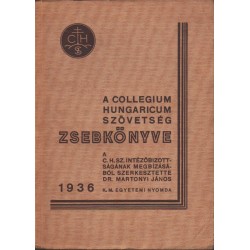 CH
SZ
A COLLEGIUM
HUNGARICUM
SZÖVETSÉG
ZSEBKÖNYVE
A
C. H. SZ. INTÉZŐBIZOTT-
SÁGÁNAK MEGBIZÁSÁ-
BÓL SZERKESZTETTE
DR. MARTONYI JÁNOS
1936
K. M. EGYETEMI NYOMDA